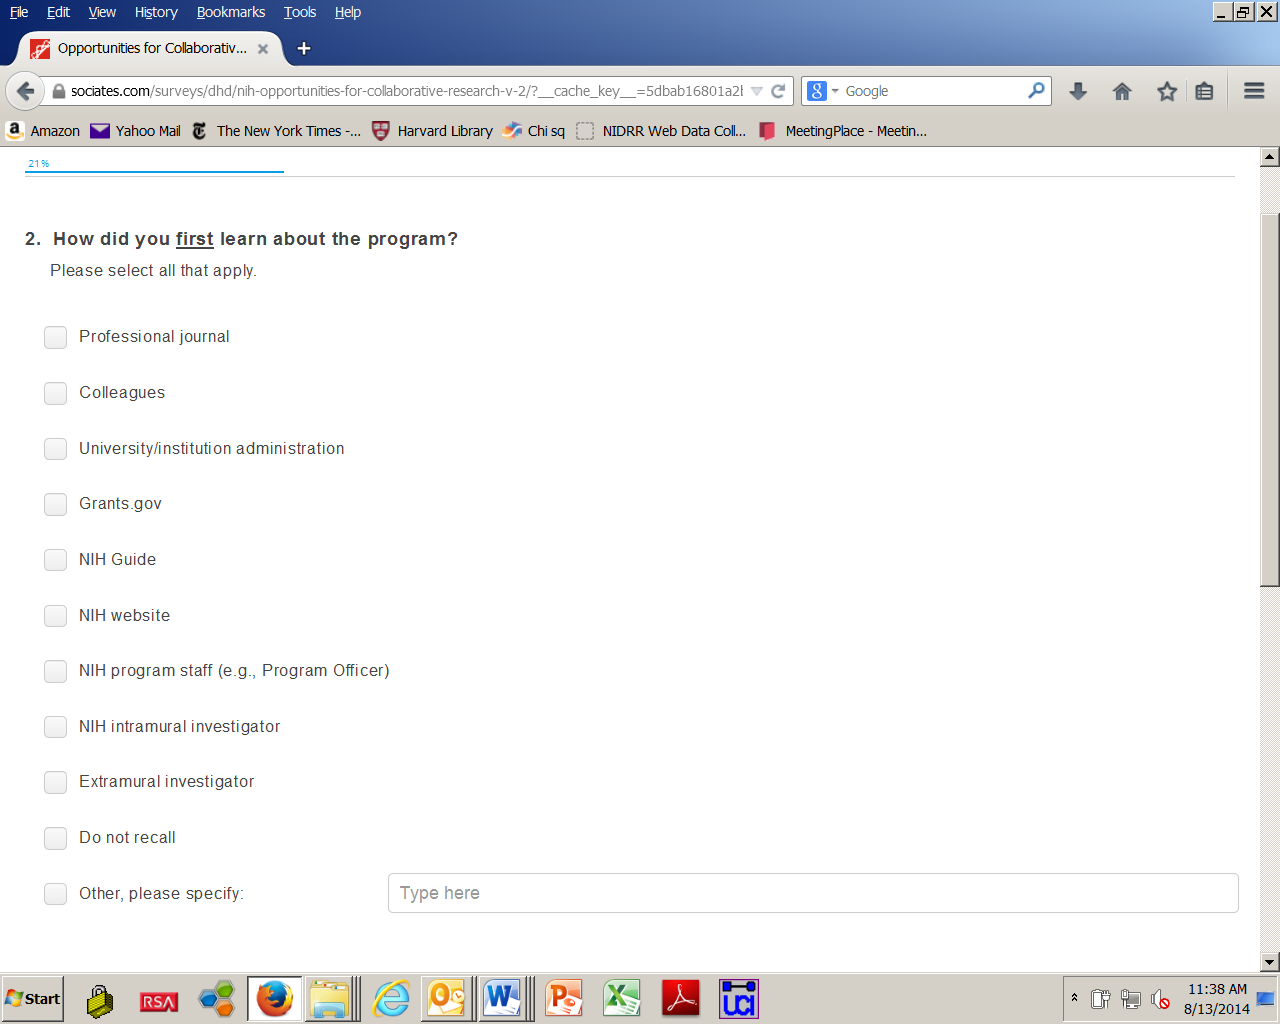 File Edit View History Bookmarks Tools Help
Opportunities for Collaborativ...
sociates.com/surveys/dhd/nih-opportunities-for-collaborative-research-v-2/?__cache_key__=5dbab16801a2
Google
Amazon Yahoo Mail The New York Times -... Harvard Library Chi sq NIDRR Web Data Coll... MeetingPlace - Meetin...
21%
2. How did you first learn about the program?
Please select all that apply.
Professional journal
Colleagues
University/institution administration
Grants.gov
NIH Guide
NIH website
NIH program staff (e.g., Program Officer)
NIH intramural investigator
Extramural investigator
Do not recall
Other, please specify: Type here
Start RSA UCI 11:38 AM
8/13/2014